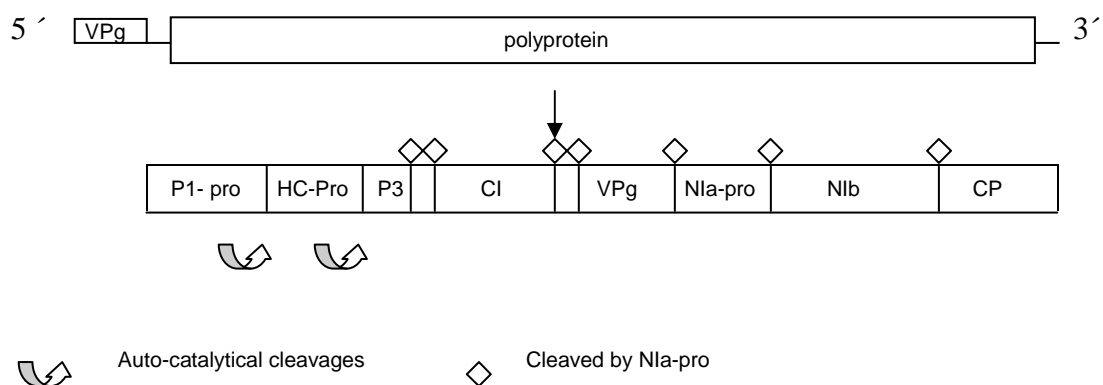 5 ´ VPg polyprotein 3´
P1- pro HC-Pro P3 CI VPg NIa-pro NIb CP
Auto-catalytical cleavages Cleaved by NIa-pro